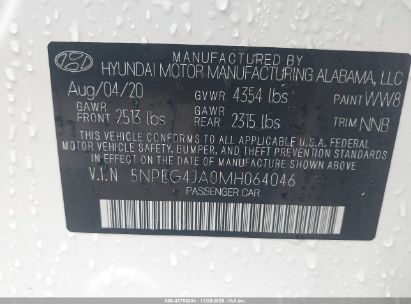 MANUFACTURED BY
HYUNDAI MOTOR MANUFACTURING ALABAMA, LLC
Aug/04/20 GVWR 4354 lbs PAINT WW8
GAWR FRONT 2513 lbs GAWR REAR 2315 lbs TRIM NNB
THIS VEHICLE CONFORMS TO ALL APPLICABLE U.S. FEDERAL
MOTOR VEHICLE SAFETY, BUMPER, AND THEFT PREVENTION
STANDARDS IN EFFECT ON THE DATE OF MANUFACTURE SHOWN ABOVE.
V.I.N 5NPEG4JA0MH064046
PASSENGER CAR